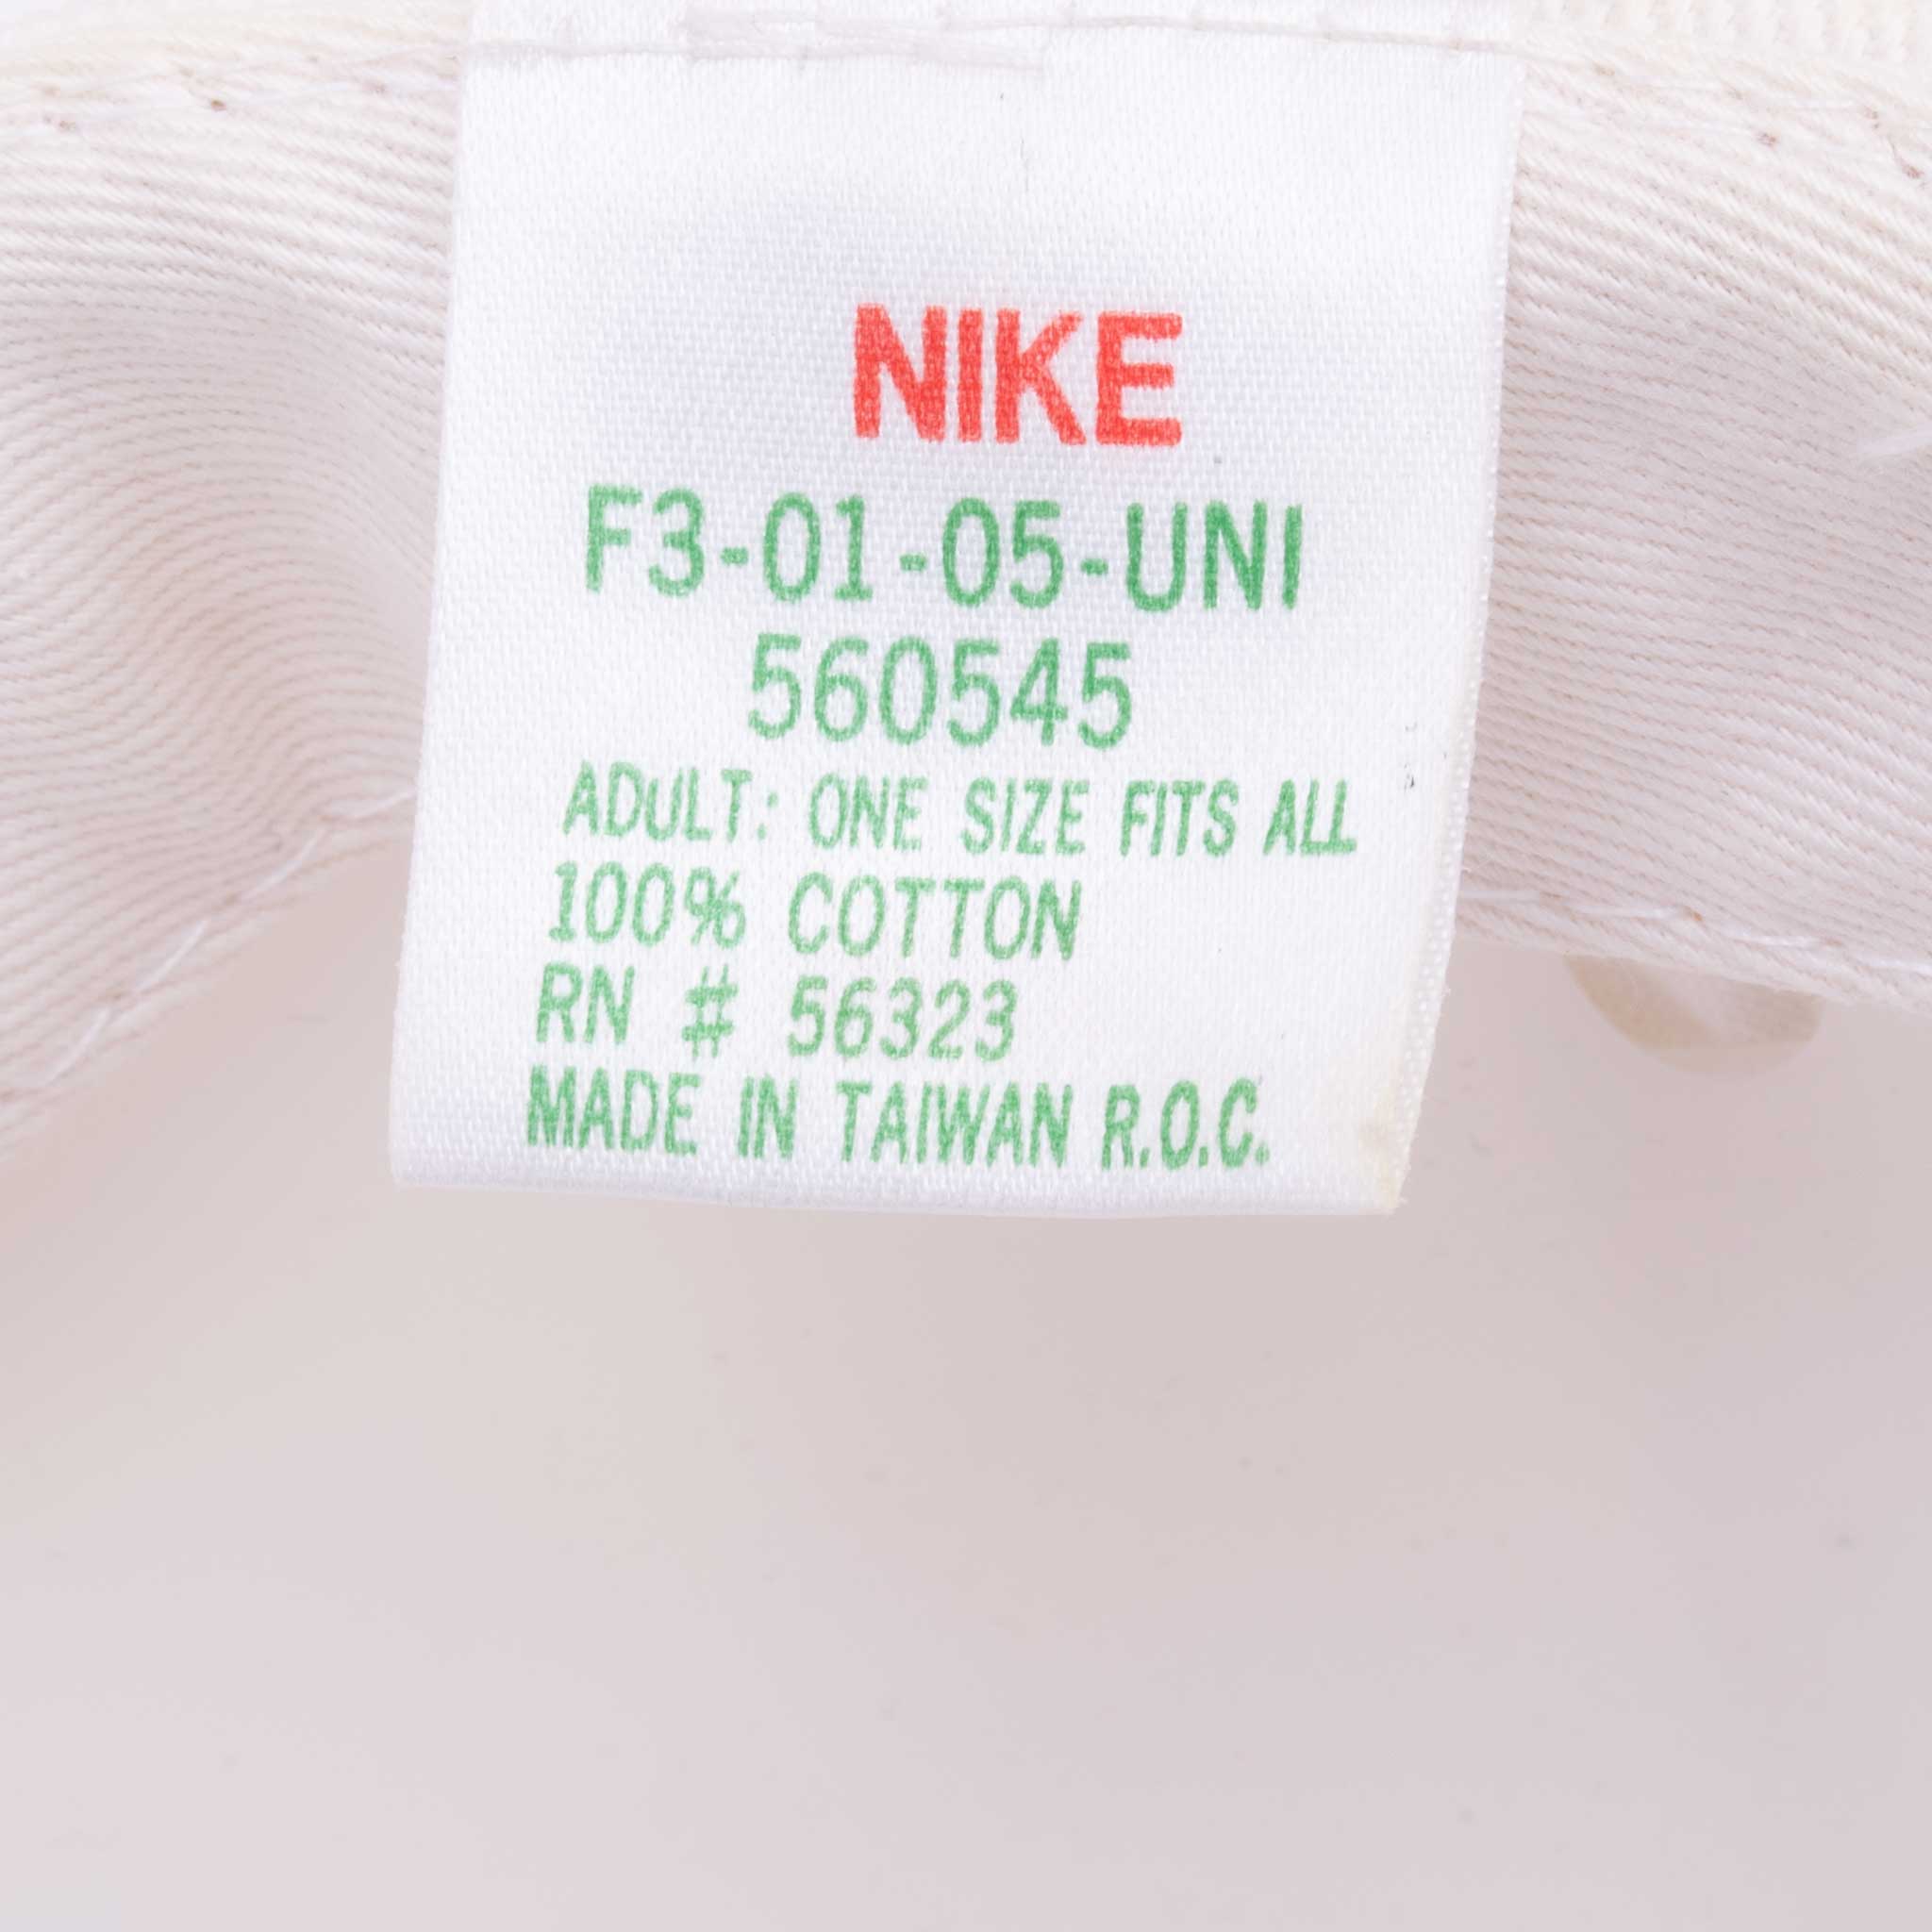 NIKE
F3-01-05-UNI
560545
ADULT: ONE SIZE FITS ALL
100% COTTON
RN # 56323
MADE IN TAIWAN R.O.C.